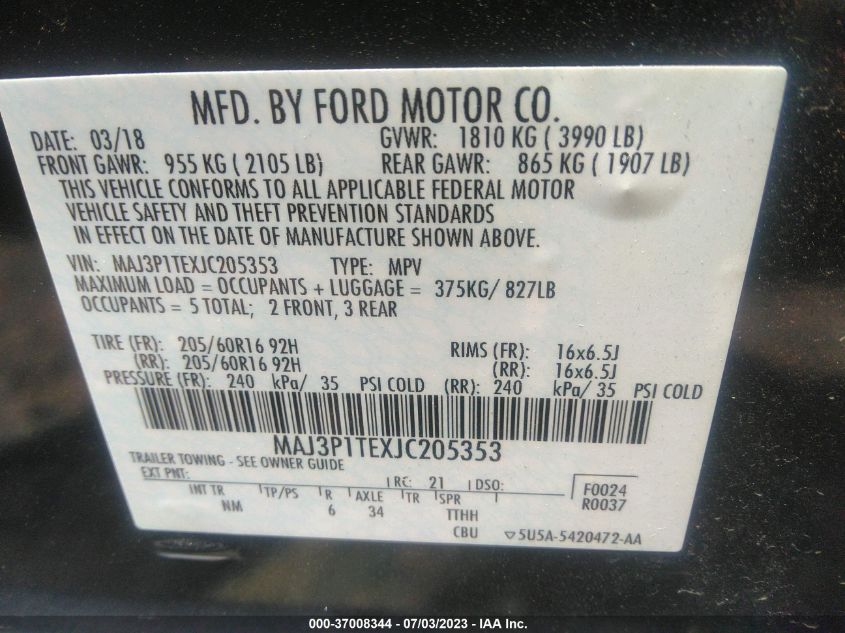 MFD. BY FORD MOTOR CO.
DATE: 03/18 GVWR: 1810 KG ( 3990 LB)
FRONT GAWR: 955 KG ( 2105 LB) REAR GAWR: 865 KG ( 1907 LB)
THIS VEHICLE CONFORMS TO ALL APPLICABLE FEDERAL MOTOR
VEHICLE SAFETY AND THEFT PREVENTION STANDARDS
IN EFFECT ON THE DATE OF MANUFACTURE SHOWN ABOVE.
VIN: MAJ3P1TEXJC205353 TYPE: MPV
MAXIMUM LOAD = OCCUPANTS + LUGGAGE = 375KG/ 827LB
OCCUPANTS = 5 TOTAL; 2 FRONT, 3 REAR
TIRE (FR): 205/60R16 92H RIMS (FR): 16x6.5J
(RR): 205/60R16 92H (RR): 16x6.5J
PRESSURE (FR): 240 kPa/ 35 PSI COLD (RR): 240 kPa/ 35 PSI COLD
MAJ3P1TEXJC205353
TRAILER TOWING - SEE OWNER GUIDE
EXT PNT: RC: 21 DSO: F0024
R0037
INT TR TP/PS R AXLE TR SPR
NM 6 34 TTHH
CBU 5U5A-5420472-AA
000-37008344 / 07/03/2023 - IAA Inc.